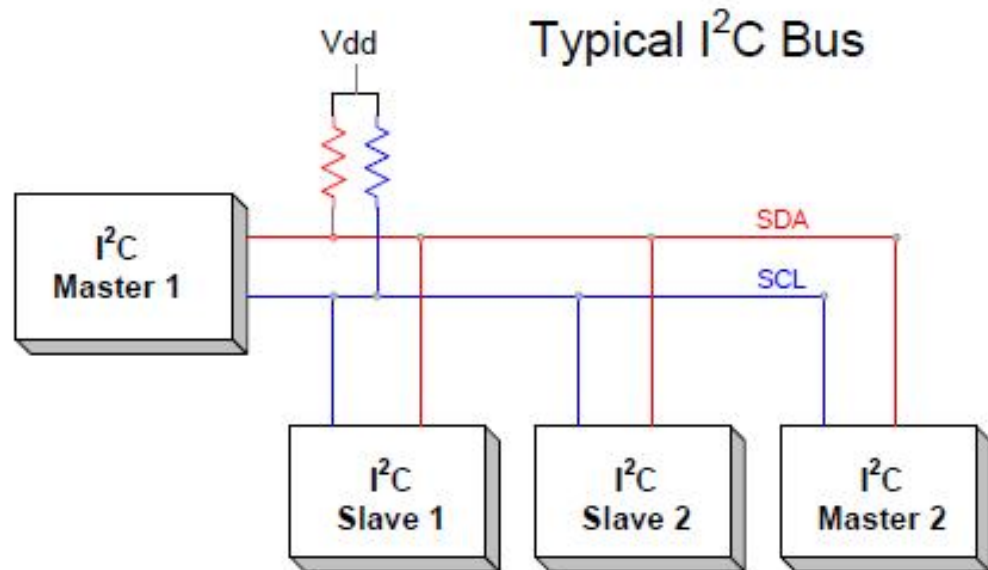 Typical I²C Bus
Vdd
SDA
SCL
I²C
Master 1
I²C
Slave 1
I²C
Slave 2
I²C
Master 2